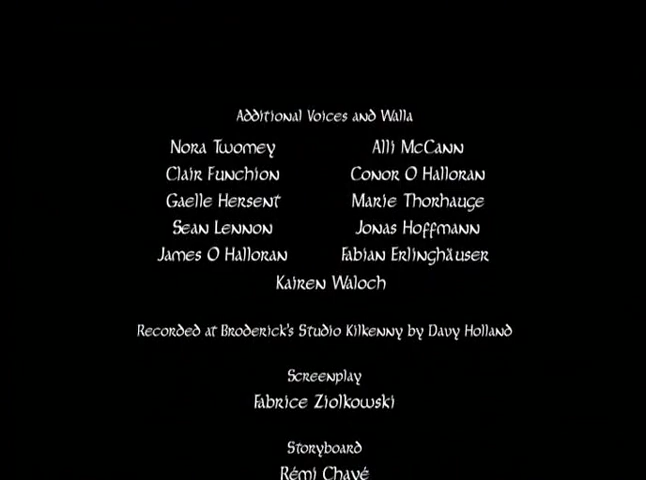 Additional Voices and Walla
Nora Twomey Alli McCann
Clair Funchion Conor O Halloran
Gaelle Hersent Marie Thorhauge
Sean Lennon Jonas Hoffmann
James O Halloran Fabian Erlinghäuser
Kairen Waloch
Recorded at Broderick's Studio Kilkenny by Davy Holland
Screenplay
Fabrice Ziolkowski
Storyboard
Rémi Chayé